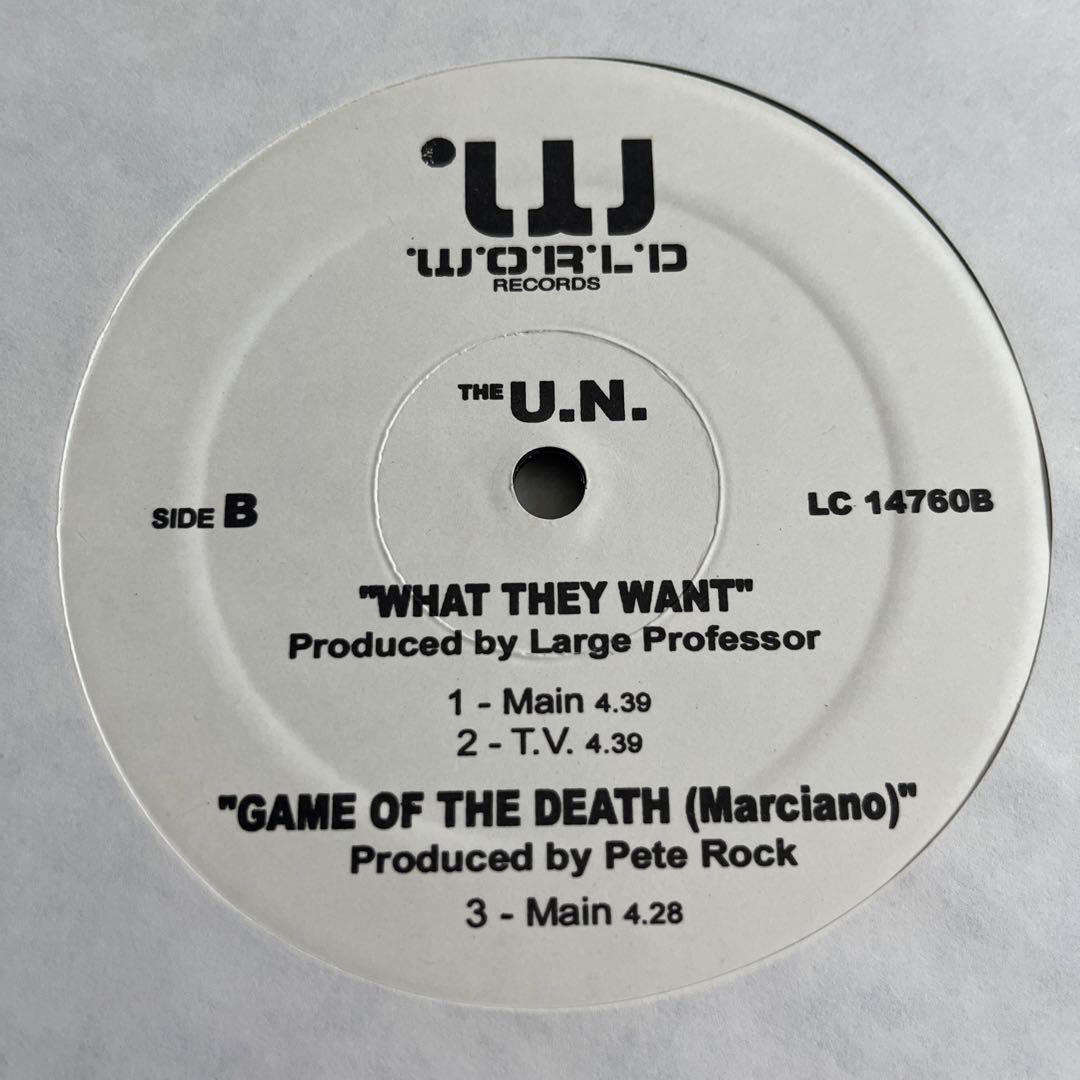 W
W.O.R.L.D
RECORDS
THE U.N.
SIDE B
LC 14760B
"WHAT THEY WANT"
Produced by Large Professor
1 - Main 4.39
2 - T.V. 4.39
"GAME OF THE DEATH (Marciano)"
Produced by Pete Rock
3 - Main 4.28